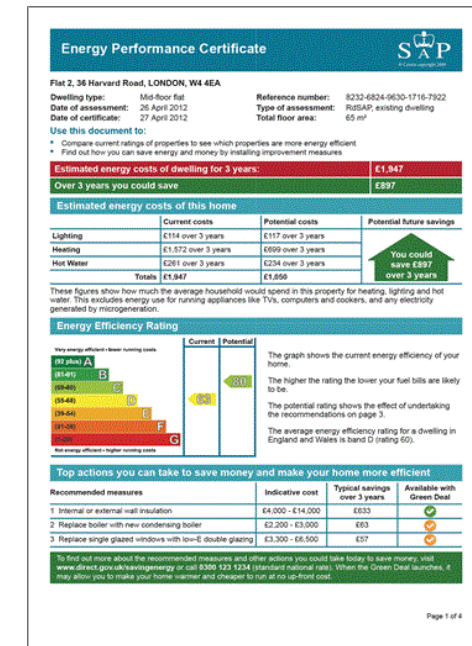 Energy Performance Certificate
SAP
© Crown copyright 2009
Flat 2, 36 Harvard Road, LONDON, W4 4EA
Dwelling type: Mid-floor flat
Reference number: 8232-6824-9630-1716-7922
Date of assessment: 26 April 2012
Type of assessment: RdSAP, existing dwelling
Date of certificate: 27 April 2012
Total floor area: 65 m²
Use this document to:
• Compare current ratings of properties to see which properties are more energy efficient
• Find out how you can save energy and money by installing improvement measures
Estimated energy costs of dwelling for 3 years: £1,947
Over 3 years you could save £897
Estimated energy costs of this home
Current costs Potential costs Potential future savings
Lighting £114 over 3 years £117 over 3 years
Heating £1,572 over 3 years £699 over 3 years
Hot Water £261 over 3 years £234 over 3 years
Totals £1,947 £1,050
You could
save £897
over 3 years
These figures show how much the average household would spend in this property for heating, lighting and hot
water. This excludes energy use for running appliances like TVs, computers and cookers, and any electricity
generated by microgeneration.
Energy Efficiency Rating
Current Potential
Very energy efficient - lower running costs
(92 plus) A
(81-91) B
(69-80) C
(55-68) D
(39-54) E
(21-38) F
(1-20) G
Not energy efficient - higher running costs
63
80
The graph shows the current energy efficiency of your
home.
The higher the rating the lower your fuel bills are likely
to be.
The potential rating shows the effect of undertaking
the recommendations on page 3.
The average energy efficiency rating for a dwelling in
England and Wales is band D (rating 60).
Top actions you can take to save money and make your home more efficient
Recommended measures Indicative cost Typical savings over 3 years Available with Green Deal
1 Internal or external wall insulation £4,000 - £14,000 £633
2 Replace boiler with new condensing boiler £2,200 - £3,000 £63
3 Replace single glazed windows with low-E double glazing £3,300 - £6,500 £57
To find out more about the recommended measures and other actions you could take today to save money, visit
www.direct.gov.uk/savingenergy or call 0300 123 1234 (standard national rate). When the Green Deal launches, it
may allow you to make your home warmer and cheaper to run at no up-front cost.
Page 1 of 4